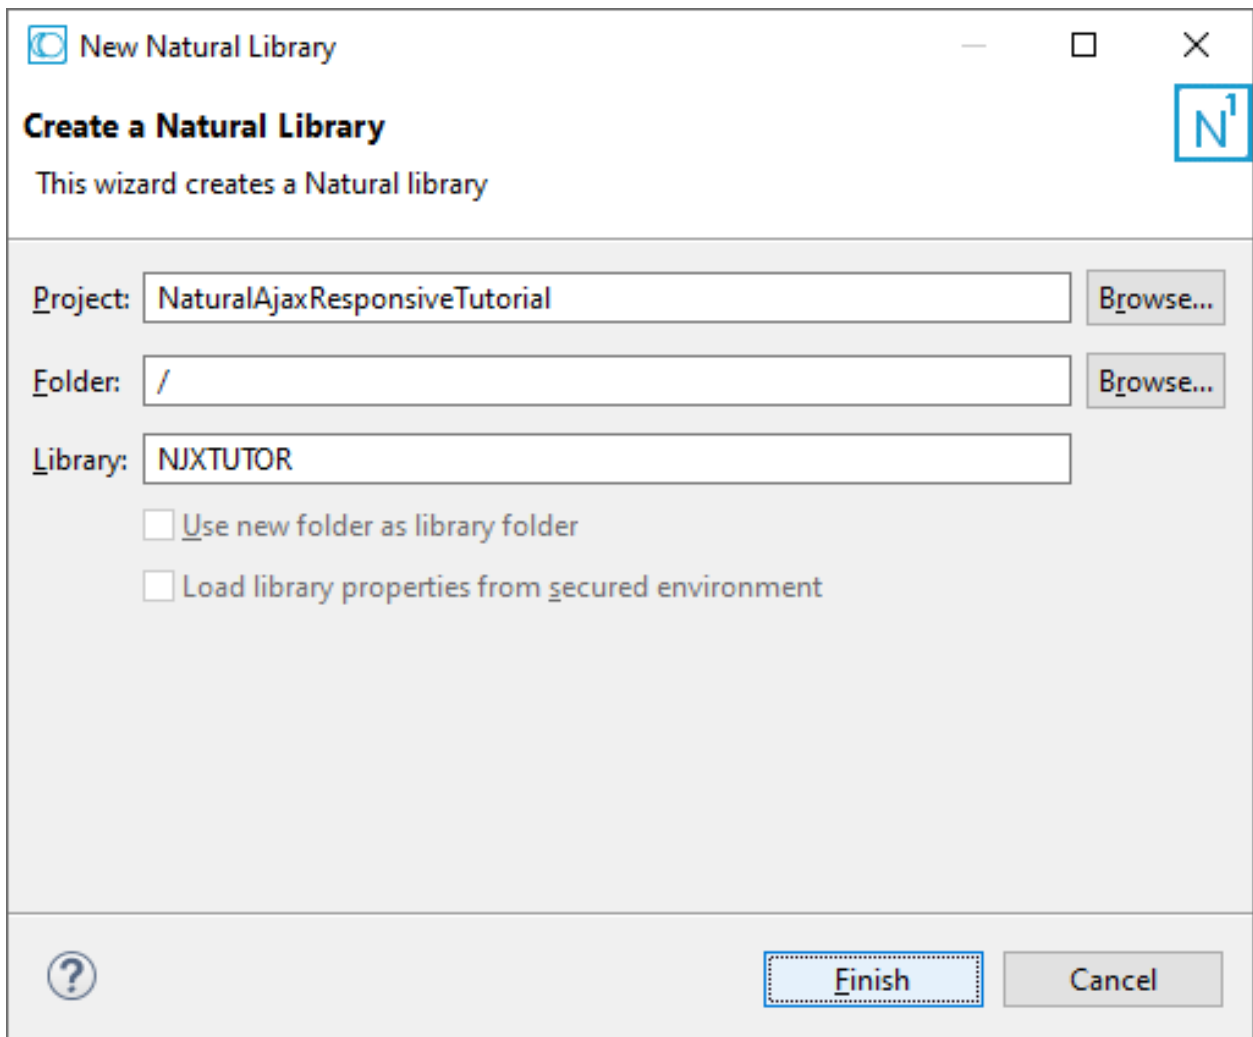 New Natural Library
Create a Natural Library
N1
This wizard creates a Natural library
Project: NaturalAjaxResponsiveTutorial Browse...
Folder: / Browse...
Library: NJXTUTOR
Use new folder as library folder
Load library properties from secured environment
? Finish Cancel